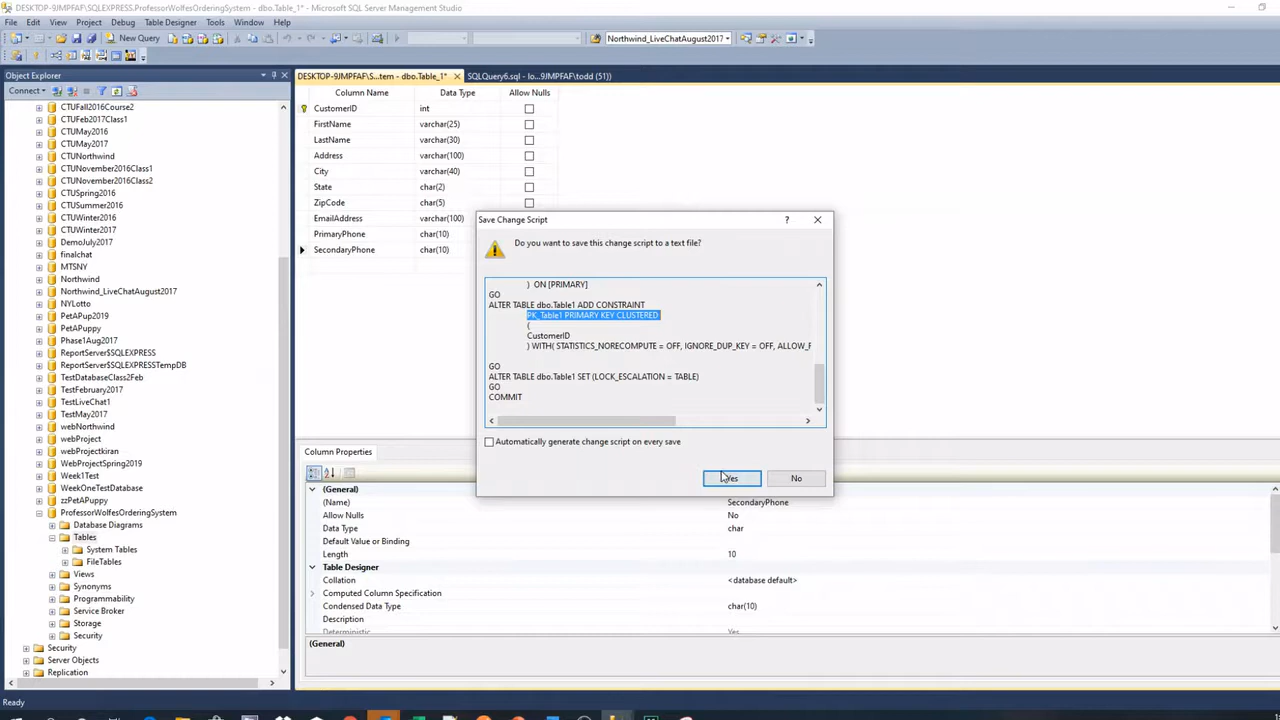 DESKTOP-9JMPFAF\SQLEXPRESS.ProfessorWolfesOrderingSystem - dbo.Table_1* - Microsoft SQL Server Management Studio
File Edit View Project Debug Table Designer Tools Window Help
New Query
Northwind_LiveChatAugust2017
Object Explorer
DESKTOP-9JMPFAF\S...tem - dbo.Table_1*
SQLQuery6.sql - lo...9JMPFAF\todd (51))
Connect
CTUFall2016Course2
CTUFeb2017Class1
CTUMay2016
CTUMay2017
CTUNorthwind
CTUNovember2016Class1
CTUNovember2016Class2
CTUSpring2016
CTUSummer2016
CTUWinter2016
CTUWinter2017
DemoJuly2017
finalchat
MTSNY
Northwind
Northwind_LiveChatAugust2017
NYLotto
PetAPup2019
PetAPuppy
Phase1Aug2017
ReportServer$SQLEXPRESS
ReportServer$SQLEXPRESSTempDB
TestDatabaseClass2Feb
TestFebruary2017
TestLiveChat1
TestMay2017
webNorthwind
webProject
webProjectkiran
WebProjectSpring2019
Week1Test
WeekOneTestDatabase
zzPetAPuppy
ProfessorWolfesOrderingSystem
Database Diagrams
Tables
System Tables
FileTables
Views
Synonyms
Programmability
Service Broker
Storage
Security
Security
Server Objects
Replication
Column Name Data Type Allow Nulls
CustomerID int
FirstName varchar(25)
LastName varchar(30)
Address varchar(100)
City varchar(40)
State char(2)
ZipCode char(5)
EmailAddress varchar(100)
PrimaryPhone char(10)
SecondaryPhone char(10)
Save Change Script
Do you want to save this change script to a text file?
) ON [PRIMARY]
GO
ALTER TABLE dbo.Table1 ADD CONSTRAINT
PK_Table1 PRIMARY KEY CLUSTERED
(
CustomerID
) WITH( STATISTICS_NORECOMPUTE = OFF, IGNORE_DUP_KEY = OFF, ALLOW_F
GO
ALTER TABLE dbo.Table1 SET (LOCK_ESCALATION = TABLE)
GO
COMMIT
Automatically generate change script on every save
Yes No
Column Properties
(General)
(Name) SecondaryPhone
Allow Nulls No
Data Type char
Default Value or Binding
Length 10
Table Designer
Collation <database default>
Computed Column Specification
Condensed Data Type char(10)
Description
Deterministic Yes
(General)
Ready